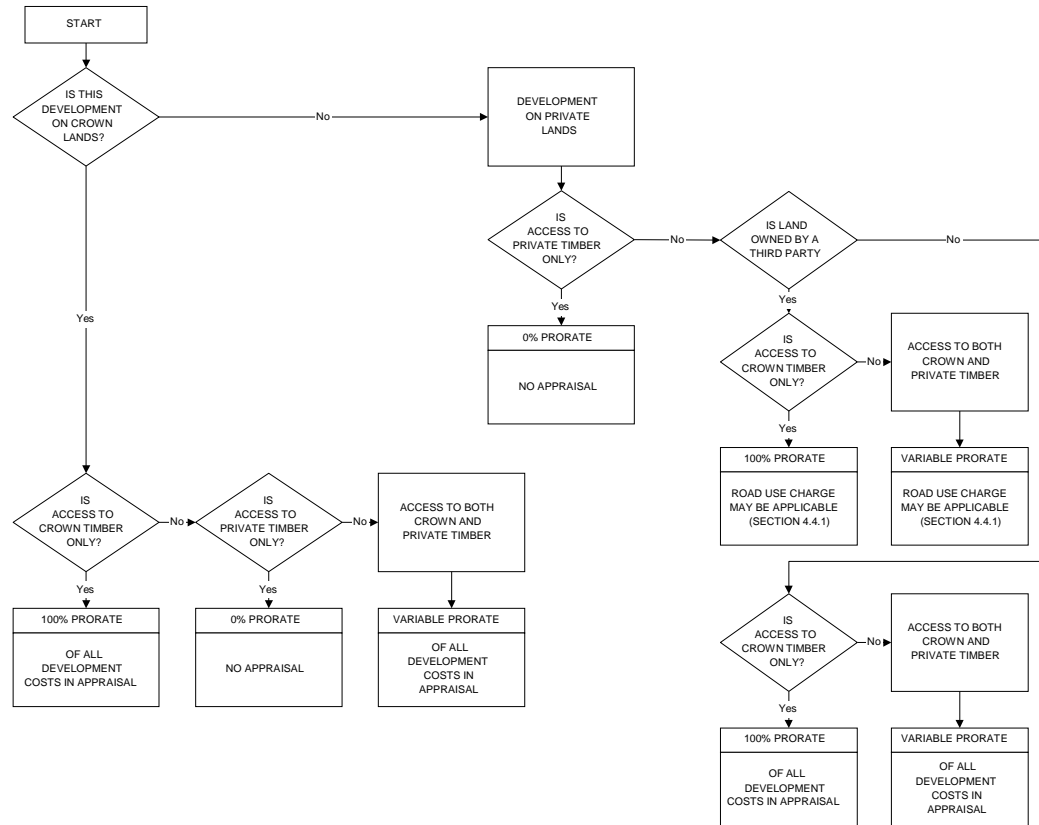 START
IS THIS
DEVELOPMENT
ON CROWN
LANDS?
No
DEVELOPMENT
ON PRIVATE
LANDS
IS
ACCESS TO
PRIVATE TIMBER
ONLY?
No
IS LAND
OWNED BY A
THIRD PARTY
No
Yes
Yes
Yes
0% PRORATE
NO APPRAISAL
IS
ACCESS TO
CROWN TIMBER
ONLY?
No
ACCESS TO BOTH
CROWN AND
PRIVATE TIMBER
Yes
100% PRORATE
ROAD USE CHARGE
MAY BE APPLICABLE
(SECTION 4.4.1)
VARIABLE PRORATE
ROAD USE CHARGE
MAY BE APPLICABLE
(SECTION 4.4.1)
IS
ACCESS TO
CROWN TIMBER
ONLY?
No
IS
ACCESS TO
PRIVATE TIMBER
ONLY?
No
ACCESS TO BOTH
CROWN AND
PRIVATE TIMBER
Yes
Yes
100% PRORATE
OF ALL
DEVELOPMENT
COSTS IN APPRAISAL
0% PRORATE
NO APPRAISAL
VARIABLE PRORATE
OF ALL
DEVELOPMENT
COSTS IN
APPRAISAL
IS
ACCESS TO
CROWN TIMBER
ONLY?
No
ACCESS TO BOTH
CROWN AND
PRIVATE TIMBER
Yes
100% PRORATE
OF ALL
DEVELOPMENT
COSTS IN APPRAISAL
VARIABLE PRORATE
OF ALL
DEVELOPMENT
COSTS IN
APPRAISAL